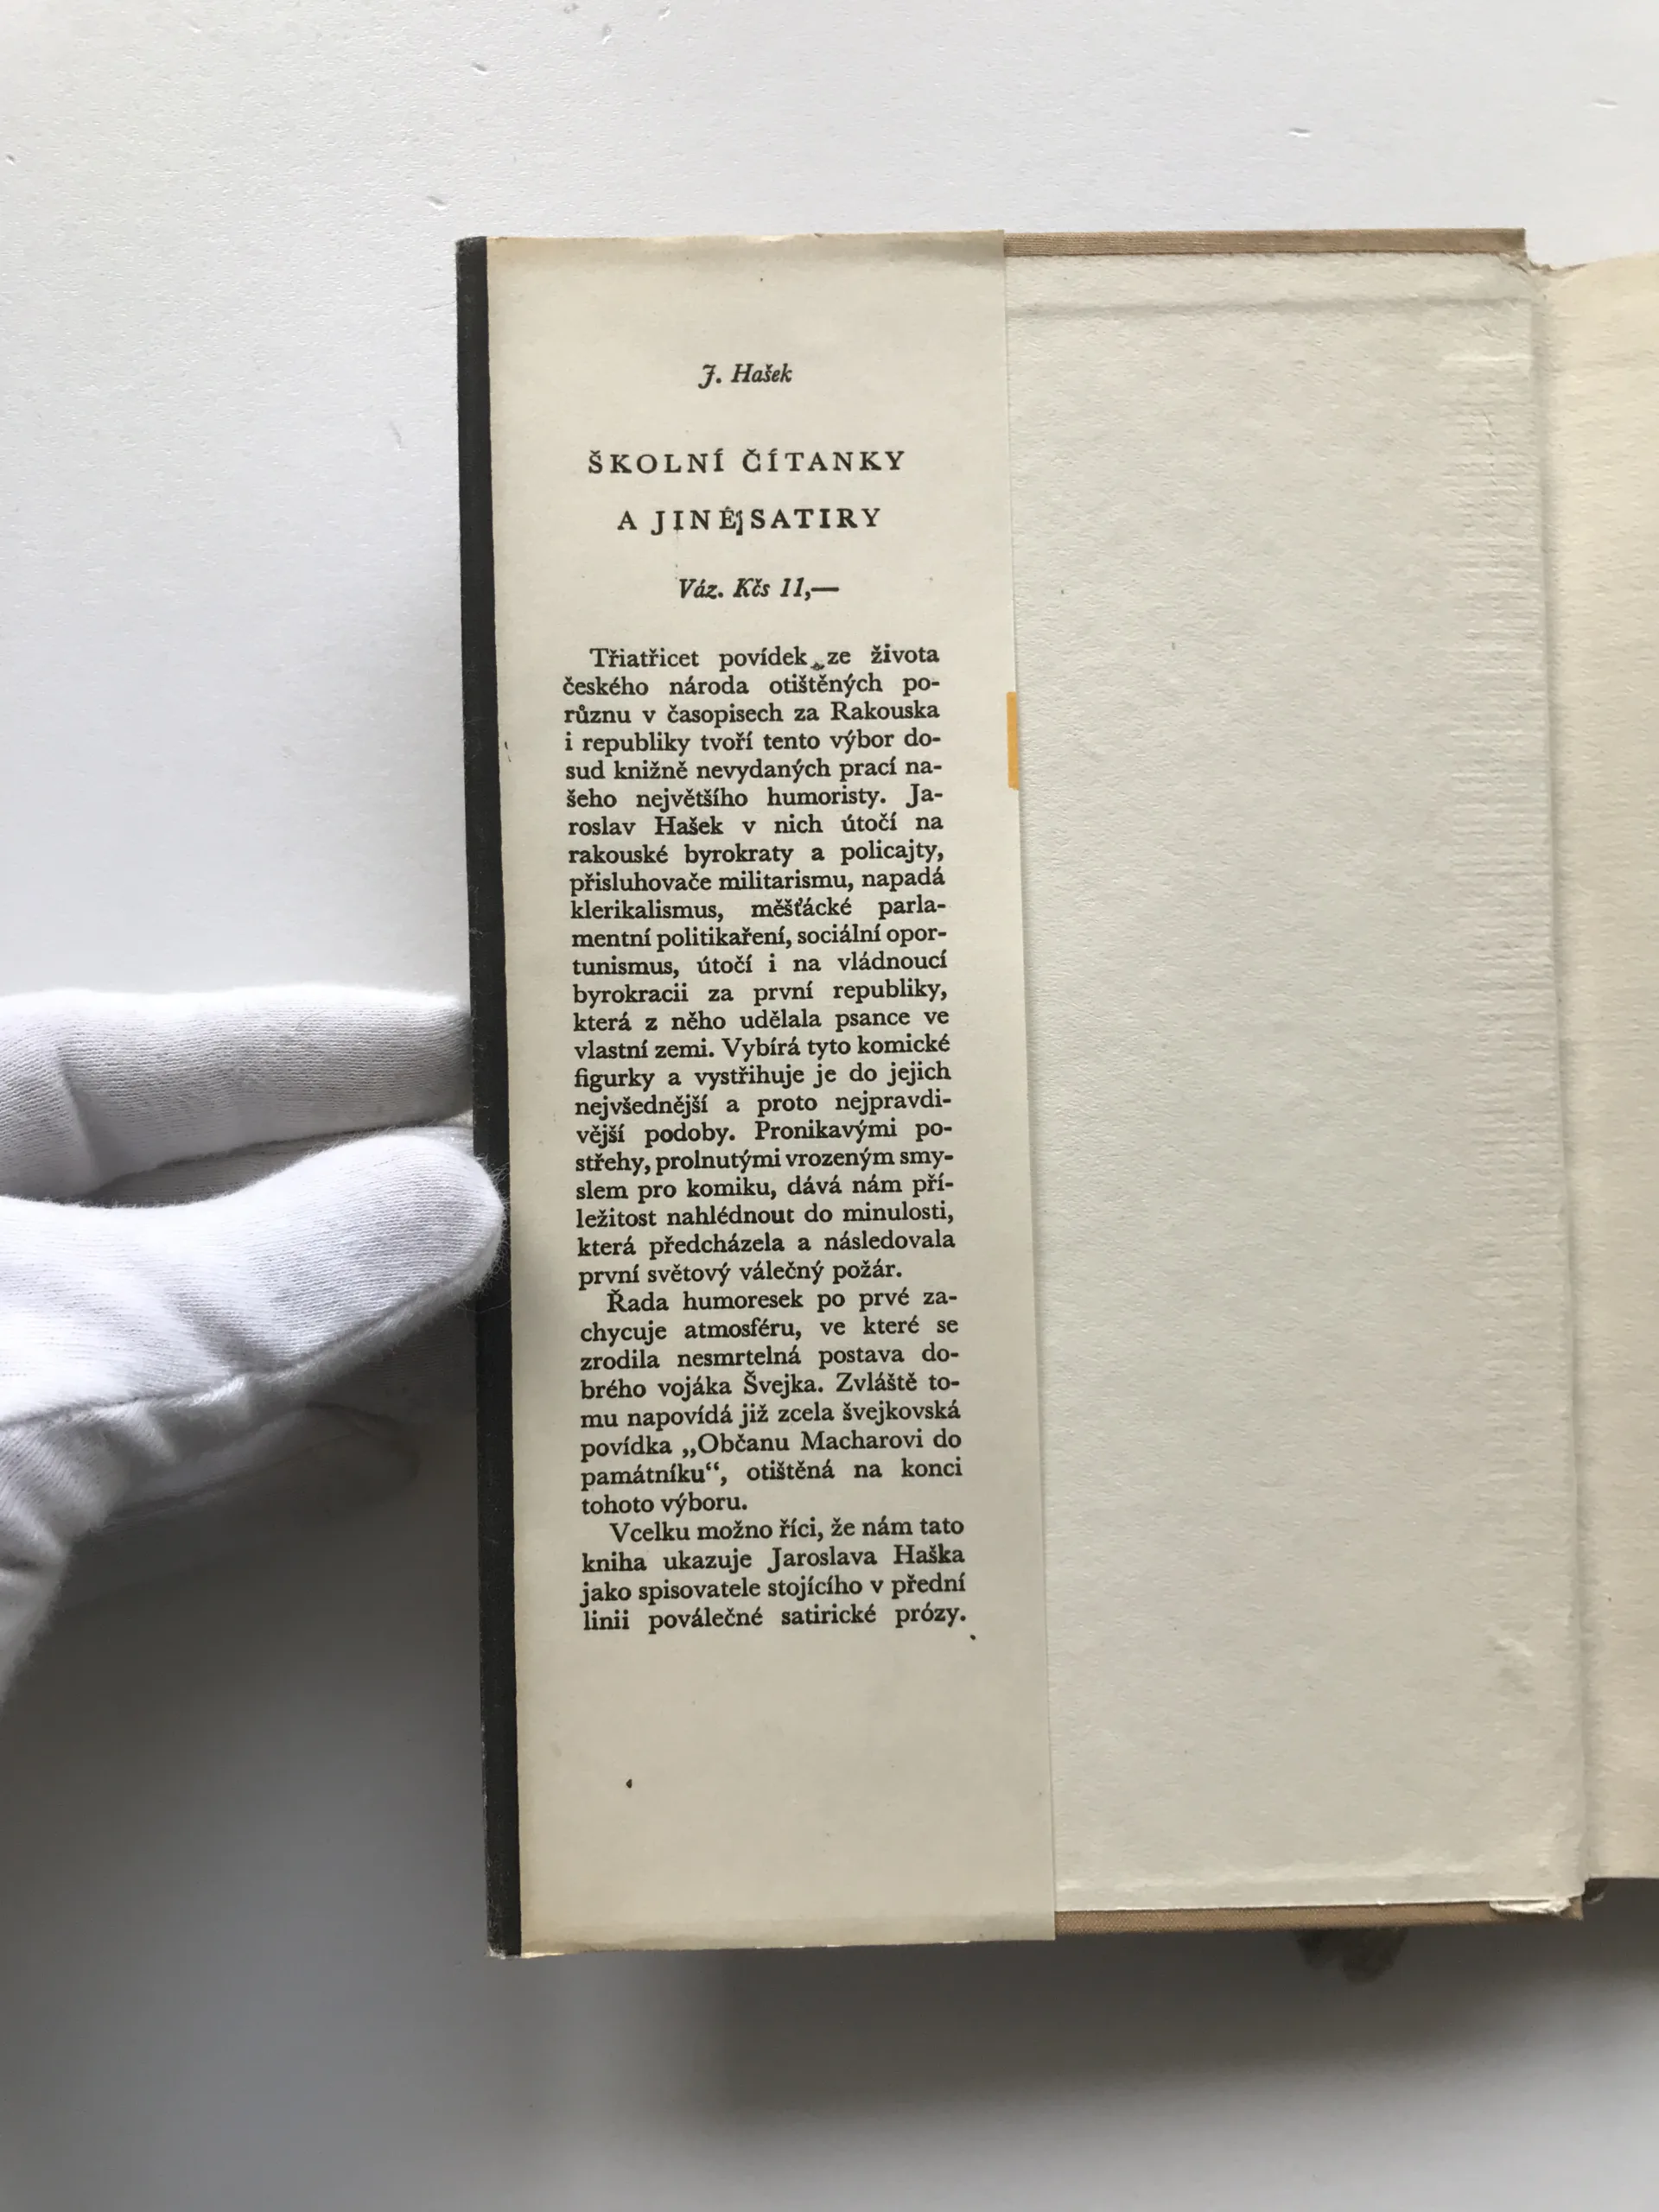 J. Hašek
ŠKOLNÍ ČÍTANKY
A JINÉ SATIRY
Váz. Kčs 11,—
Třiatřicet povídek ze života
českého národa otištěných po-
různu v časopisech za Rakouska
i republiky tvoří tento výbor do-
sud knižně nevydaných prací na-
šeho největšího humoristy. Ja-
roslav Hašek v nich útočí na
rakouské byrokraty a policajty,
přisluhovače militarismu, napadá
klerikalismus, měšťácké parla-
mentní politikaření, sociální opor-
tunismus, útočí i na vládnoucí
byrokracii za první republiky,
která z něho udělala psance ve
vlastní zemi. Vybírá tyto komické
figurky a vystřihuje je do jejich
nejvšednější a proto nejpravdi-
vější podoby. Pronikavými po-
střehy, prolnutými vrozeným smy-
slem pro komiku, dává nám pří-
ležitost nahlédnout do minulosti,
která předcházela a následovala
první světový válečný požár.
Řada humoresek po prvé za-
chycuje atmosféru, ve které se
zrodila nesmrtelná postava do-
brého vojáka Švejka. Zvláště to-
mu napovídá již zcela švejkovská
povídka „Občanu Macharovi do
památníku“, otištěná na konci
tohoto výboru.
Vcelku možno říci, že nám tato
kniha ukazuje Jaroslava Haška
jako spisovatele stojícího v přední
linii poválečné satirické prózy.